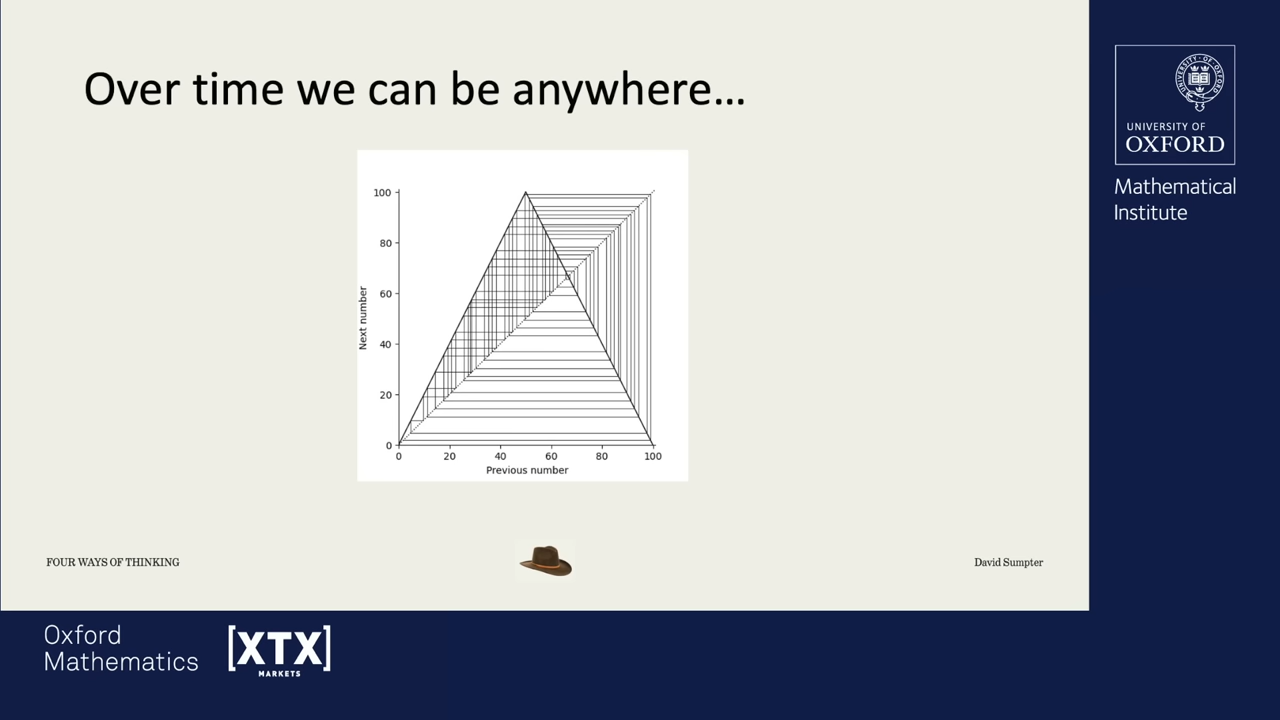 Over time we can be anywhere...
100
80
60
40
20
0
Next number
0 20 40 60 80 100
Previous number
FOUR WAYS OF THINKING
David Sumpter
UNIVERSITY OF
OXFORD
Mathematical
Institute
Oxford
Mathematics
[XTX]
MARKETS